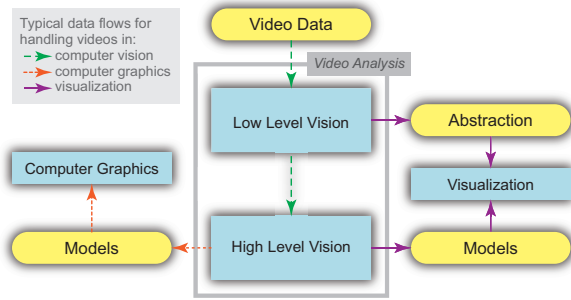 Typical data flows for
handling videos in:
computer vision
computer graphics
visualization
Video Data
Video Analysis
Low Level Vision
Abstraction
Computer Graphics
Visualization
Models
High Level Vision
Models